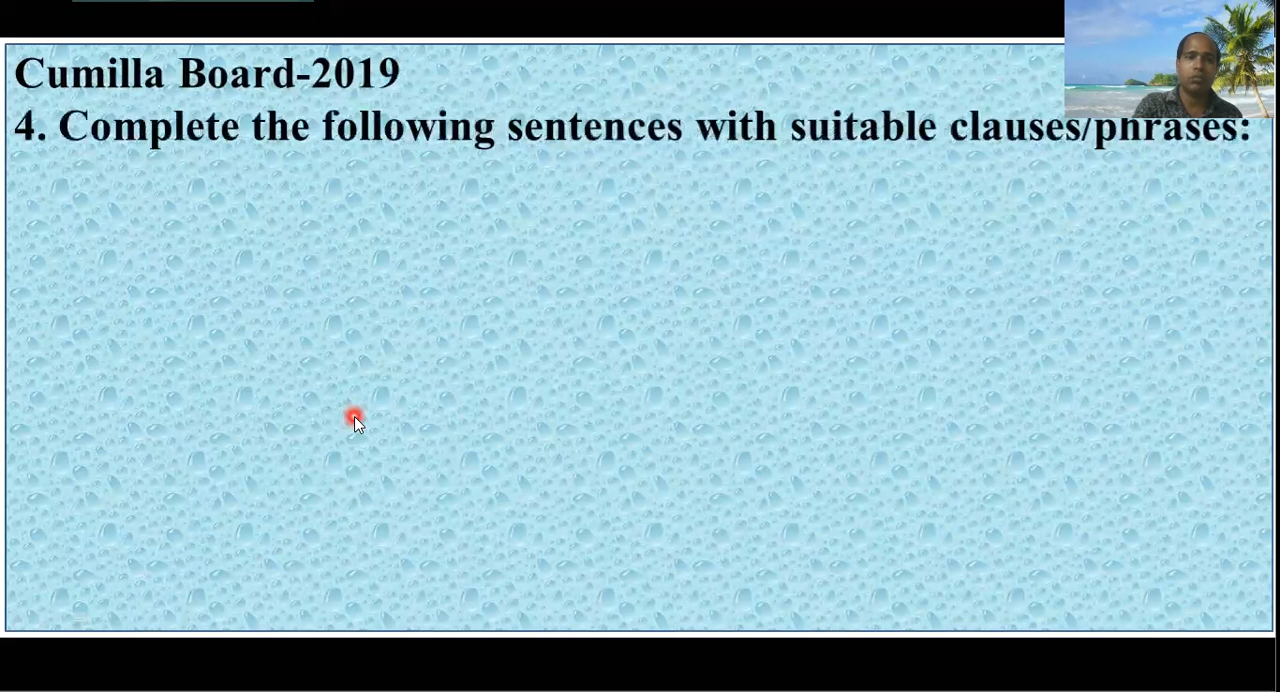 Cumilla Board-2019
4. Complete the following sentences with suitable clauses/phrases: